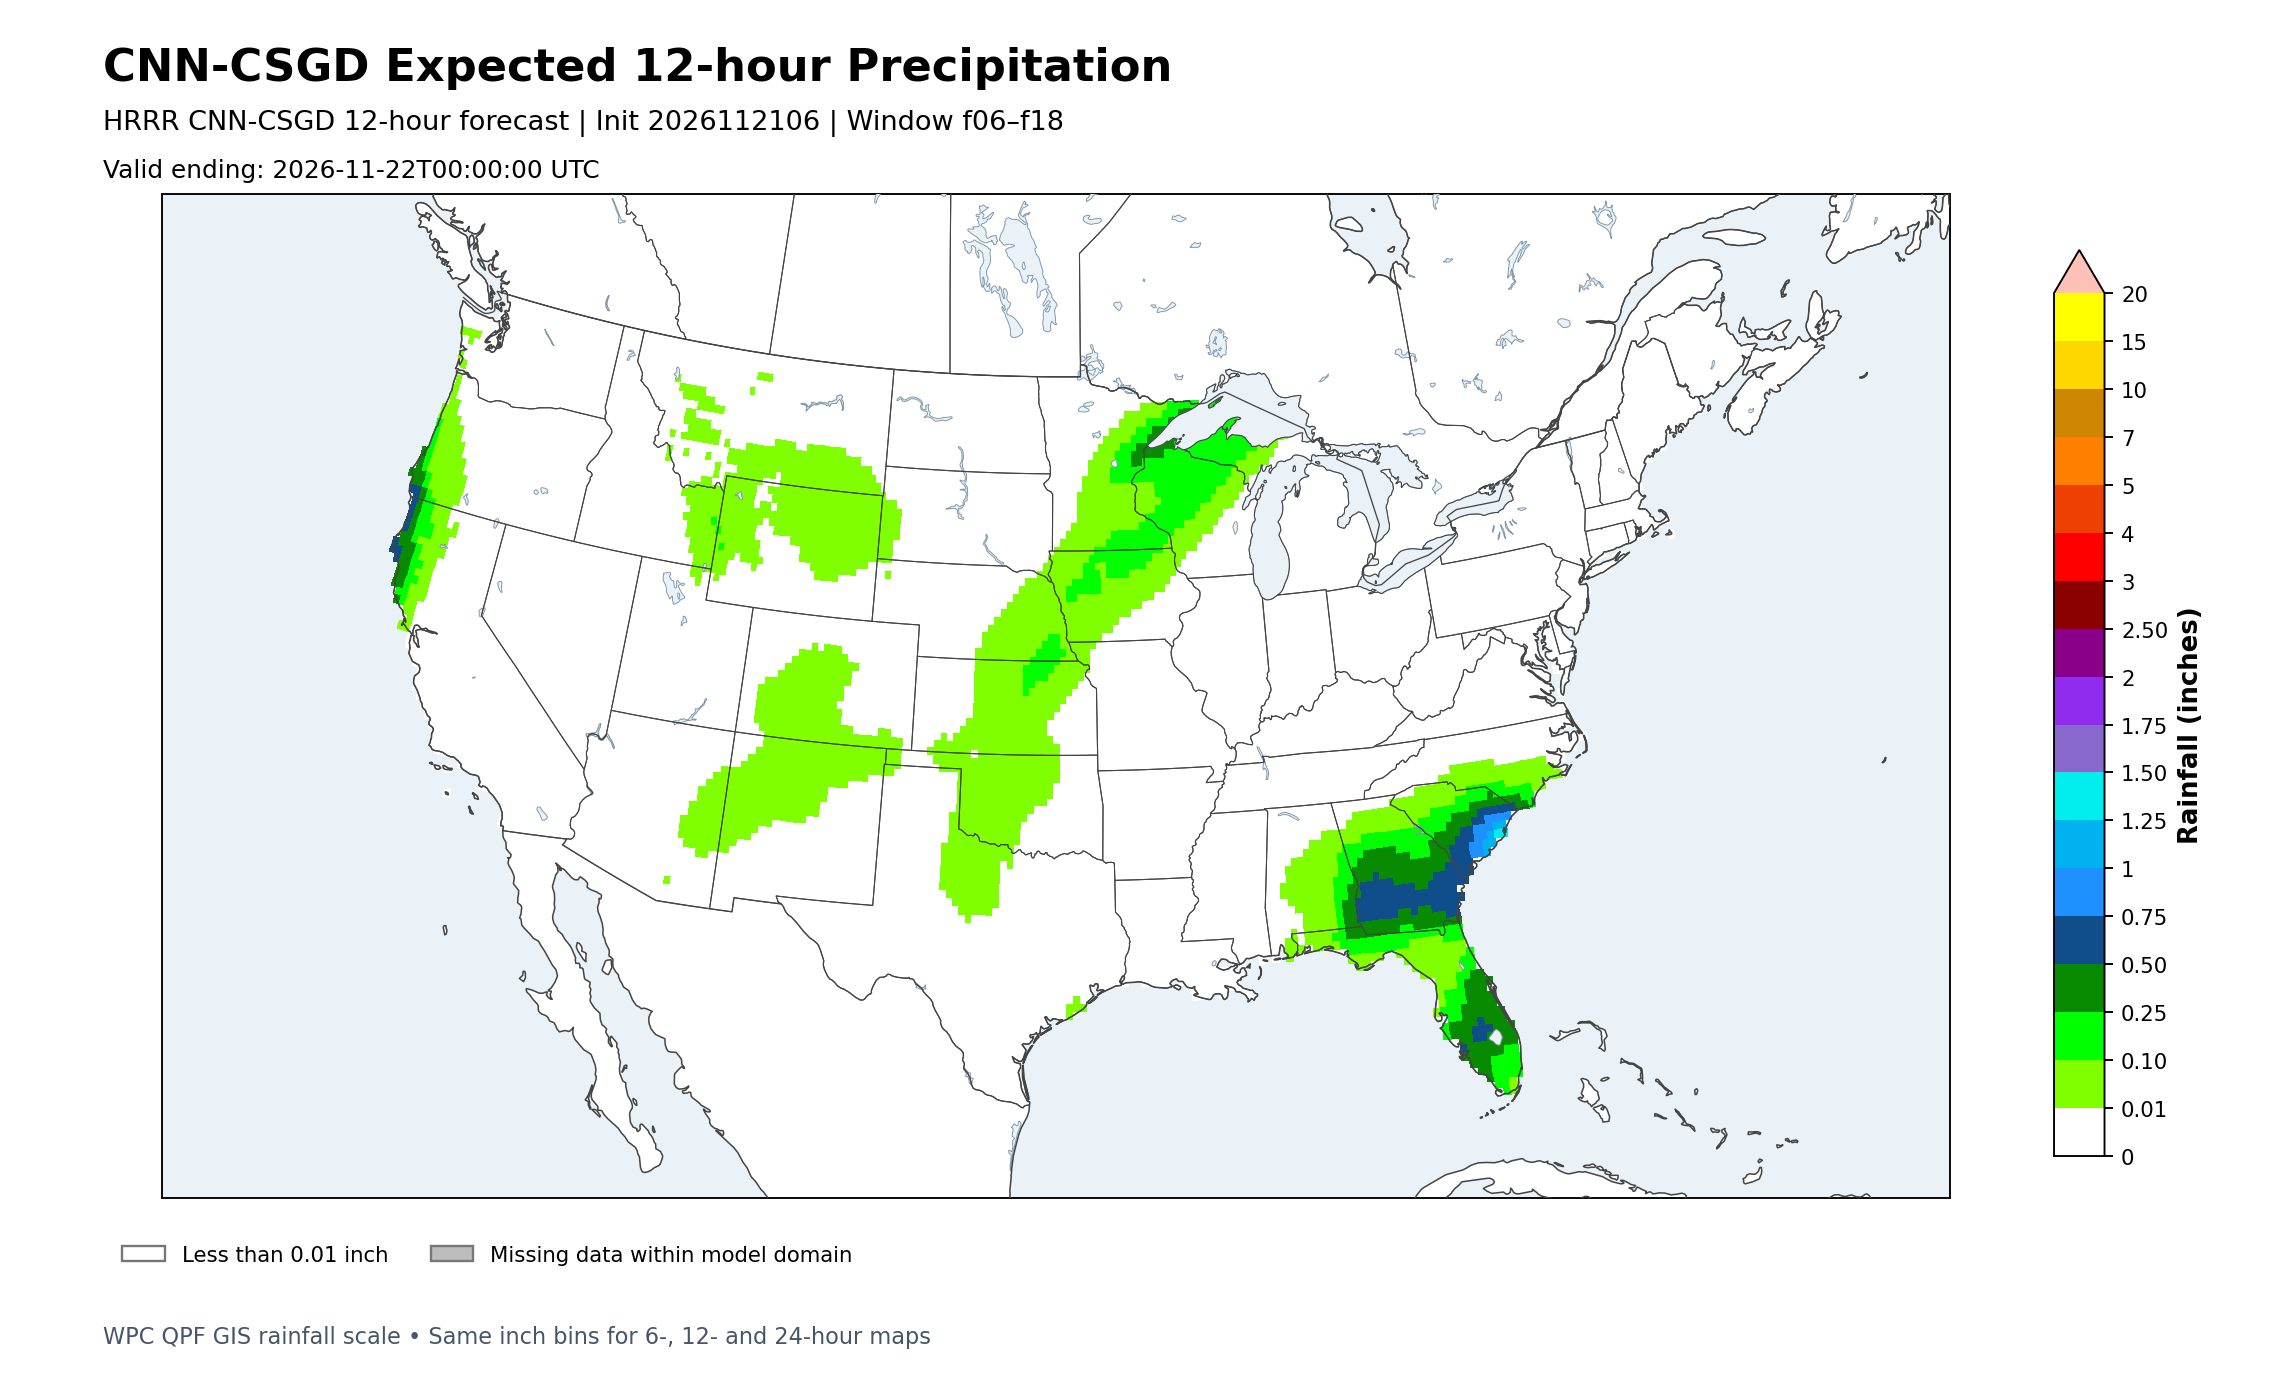 CNN-CSGD Expected 12-hour Precipitation
HRRR CNN-CSGD 12-hour forecast | Init 2026112106 | Window f06–f18
Valid ending: 2026-11-22T00:00:00 UTC
20
15
10
7
5
4
3
2.50
2
1.75
1.50
1.25
1
0.75
0.50
0.25
0.10
0.01
0
Rainfall (inches)
Less than 0.01 inch
Missing data within model domain
WPC QPF GIS rainfall scale • Same inch bins for 6-, 12- and 24-hour maps